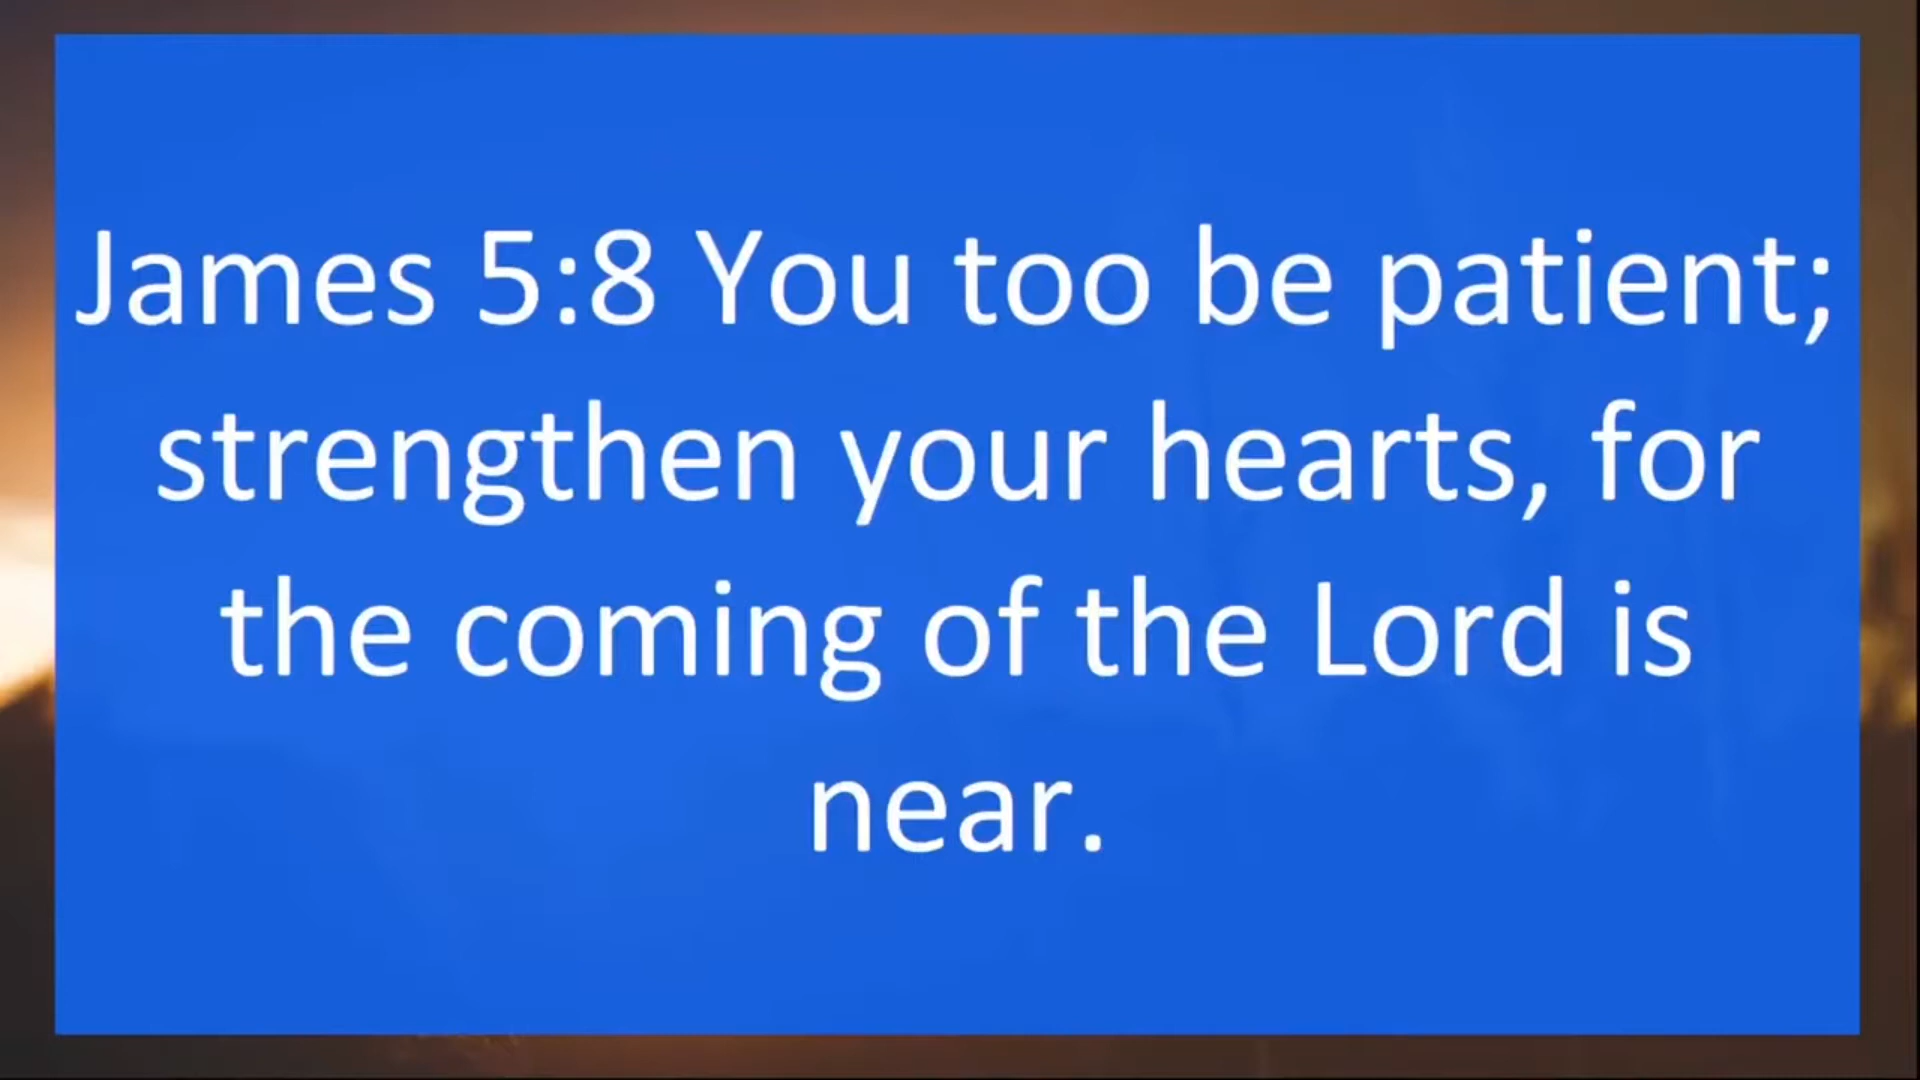 James 5:8 You too be patient;
strengthen your hearts, for
the coming of the Lord is
near.